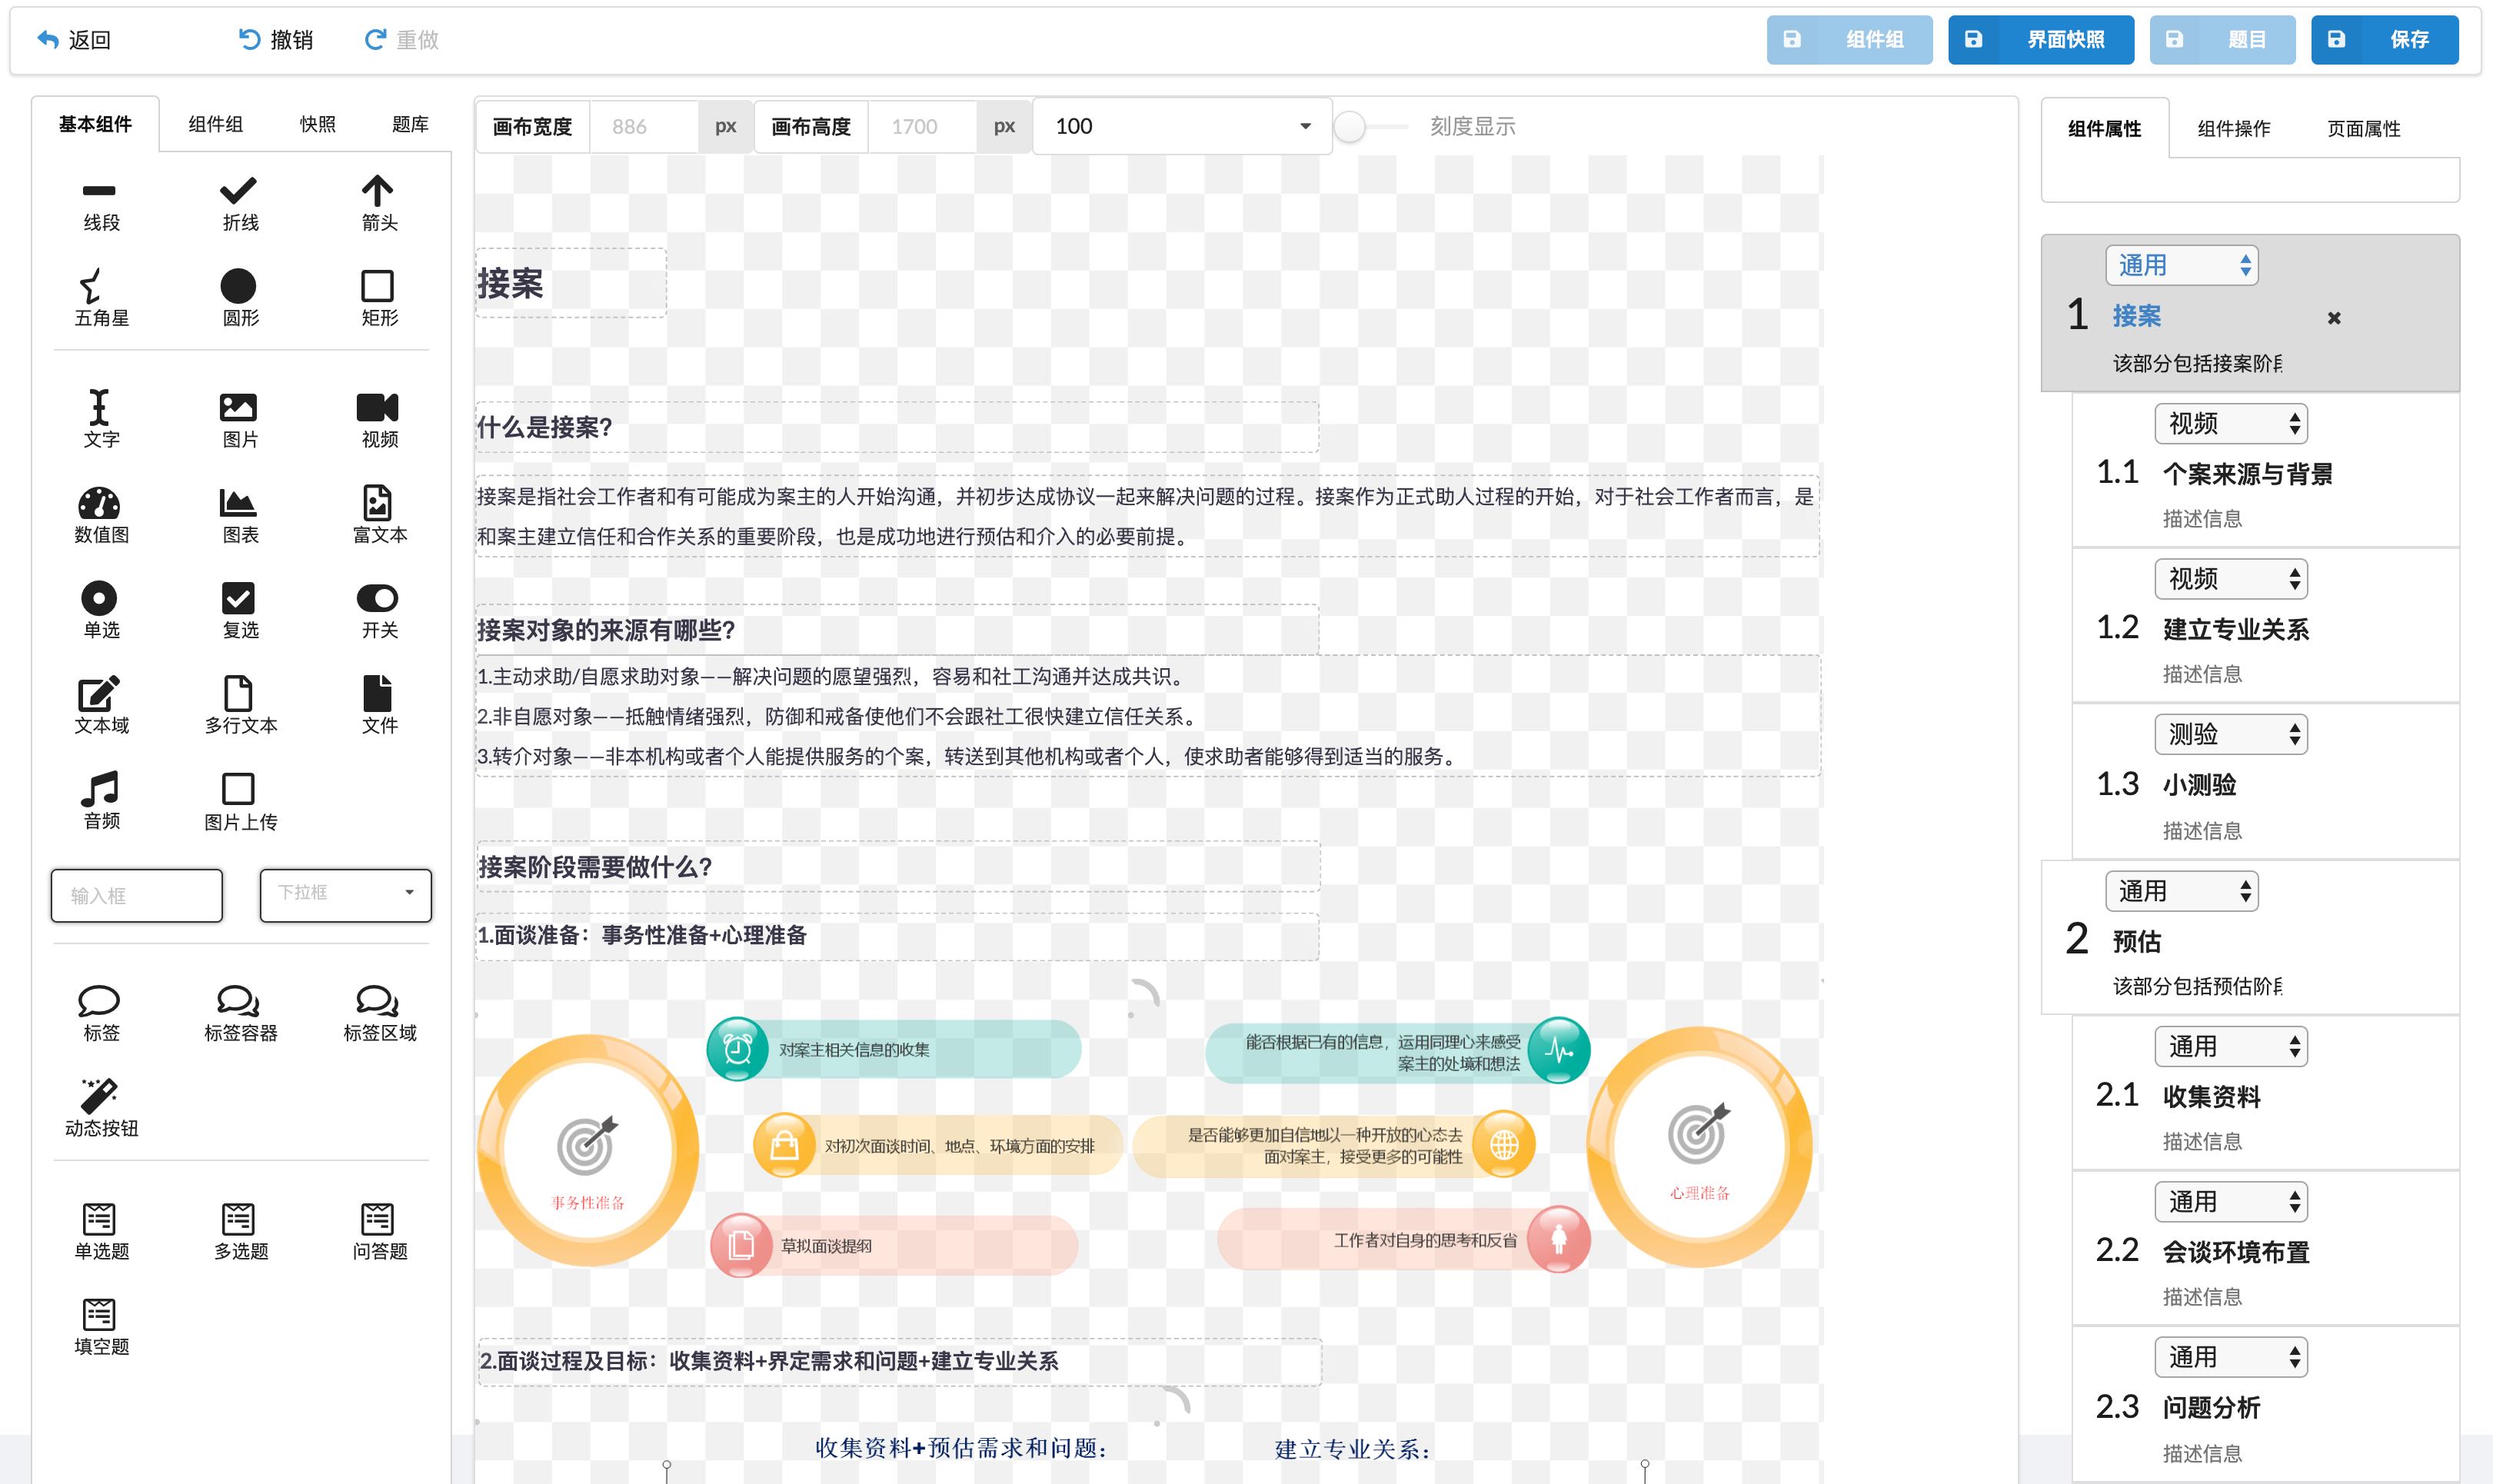 返回
撤销
重做
组件组
界面快照
题目
保存
基本组件
组件组
快照
题库
线段
折线
箭头
五角星
圆形
矩形
文字
图片
视频
数值图
图表
富文本
单选
复选
开关
文本域
多行文本
文件
音频
图片上传
输入框
下拉框
标签
标签容器
标签区域
动态按钮
单选题
多选题
问答题
填空题
画布宽度
886
px
画布高度
1700
px
100
刻度显示
接案
什么是接案?
接案是指社会工作者和有可能成为案主的人开始沟通，并初步达成协议一起来解决问题的过程。接案作为正式助人过程的开始，对于社会工作者而言，是
和案主建立信任和合作关系的重要阶段，也是成功地进行预估和介入的必要前提。
接案对象的来源有哪些?
1.主动求助/自愿求助对象——解决问题的愿望强烈，容易和社工沟通并达成共识。
2.非自愿对象——抵触情绪强烈，防御和戒备使他们不会跟社工很快建立信任关系。
3.转介对象——非本机构或者个人能提供服务的个案，转送到其他机构或者个人，使求助者能够得到适当的服务。
接案阶段需要做什么?
1.面谈准备：事务性准备+心理准备
事务性准备
对案主相关信息的收集
对初次面谈时间、地点、环境方面的安排
草拟面谈提纲
能否根据已有的信息，运用同理心来感受
案主的处境和想法
是否能够更加自信地以一种开放的心态去
面对案主，接受更多的可能性
工作者对自身的思考和反省
心理准备
2.面谈过程及目标：收集资料+界定需求和问题+建立专业关系
收集资料+预估需求和问题:
建立专业关系:
组件属性
组件操作
页面属性
通用
1
接案
该部分包括接案阶
视频
1.1
个案来源与背景
描述信息
视频
1.2
建立专业关系
描述信息
测验
1.3
小测验
描述信息
通用
2
预估
该部分包括预估阶
通用
2.1
收集资料
描述信息
通用
2.2
会谈环境布置
描述信息
通用
2.3
问题分析
描述信息